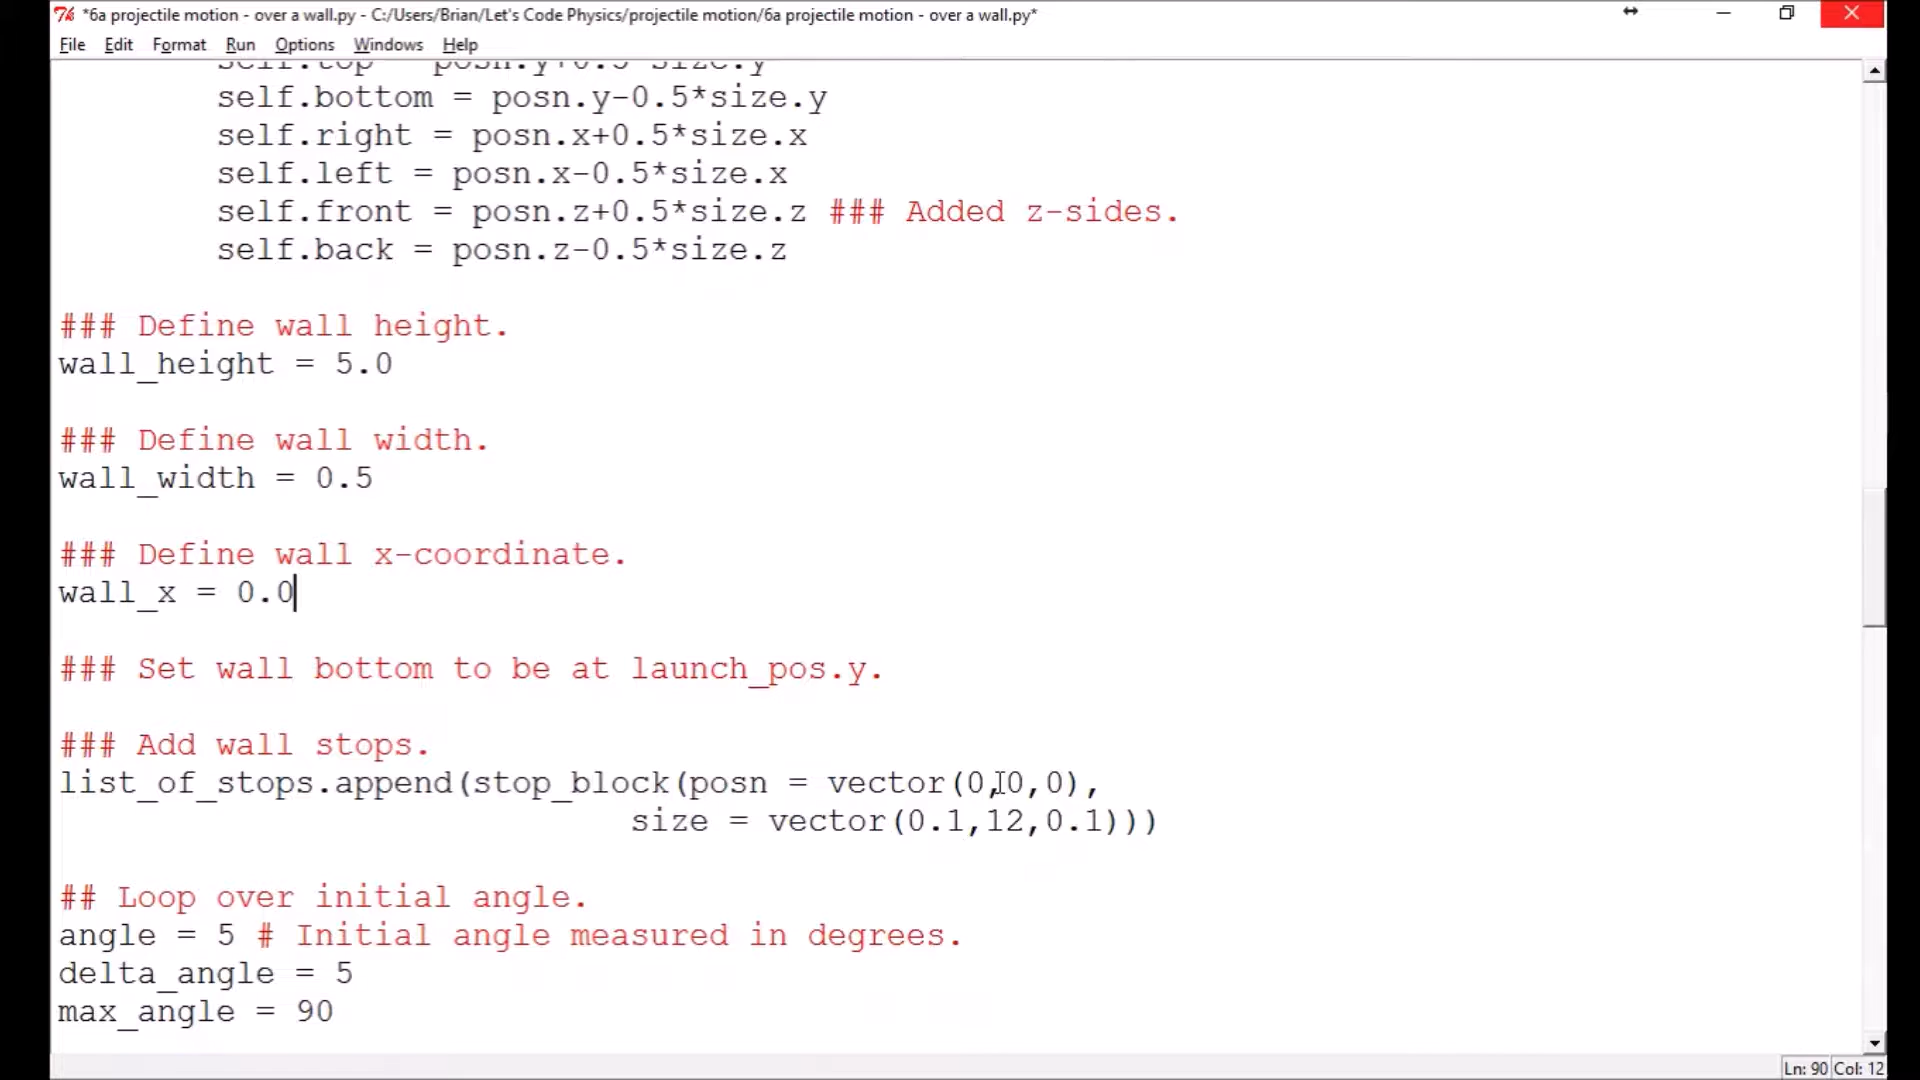 *6a projectile motion - over a wall.py - C:/Users/Brian/Let's Code Physics/projectile motion/6a projectile motion - over a wall.py*
File Edit Format Run Options Windows Help
self.top = posn.y+0.5*size.y
self.bottom = posn.y-0.5*size.y
self.right = posn.x+0.5*size.x
self.left = posn.x-0.5*size.x
self.front = posn.z+0.5*size.z ### Added z-sides.
self.back = posn.z-0.5*size.z
### Define wall height.
wall_height = 5.0
### Define wall width.
wall_width = 0.5
### Define wall x-coordinate.
wall_x = 0.0
### Set wall bottom to be at launch_pos.y.
### Add wall stops.
list_of_stops.append(stop_block(posn = vector(0,0,0),
size = vector(0.1,12,0.1)))
## Loop over initial angle.
angle = 5 # Initial angle measured in degrees.
delta_angle = 5
max_angle = 90
Ln: 90 Col: 12